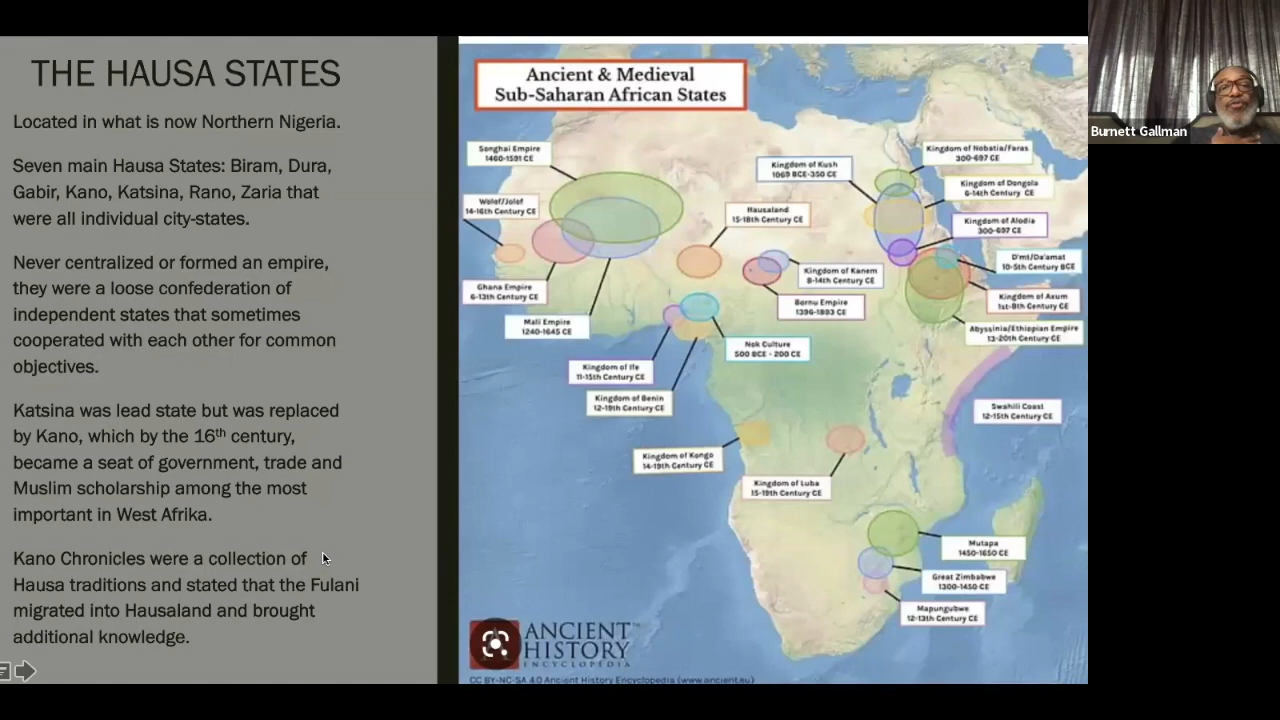 THE HAUSA STATES
Located in what is now Northern Nigeria.
Seven main Hausa States: Biram, Dura,
Gabir, Kano, Katsina, Rano, Zaria that
were all individual city-states.
Never centralized or formed an empire,
they were a loose confederation of
independent states that sometimes
cooperated with each other for common
objectives.
Katsina was lead state but was replaced
by Kano, which by the 16th century,
became a seat of government, trade and
Muslim scholarship among the most
important in West Afrika.
Kano Chronicles were a collection of
Hausa traditions and stated that the Fulani
migrated into Hausaland and brought
additional knowledge.
Ancient & Medieval
Sub-Saharan African States
Songhai Empire
1460-1591 CE
Wolof/Jolof
14-16th Century CE
Ghana Empire
6-13th Century CE
Mali Empire
1240-1645 CE
Hausaland
15-18th Century CE
Kingdom of Kush
1069 BCE-350 CE
Kingdom of Nobatia/Faras
300-697 CE
Kingdom of Dongola
6-14th Century CE
Kingdom of Alodia
300-697 CE
D'mt/Da'amat
10-5th Century BCE
Kingdom of Axum
1st-8th Century CE
Abyssinia/Ethiopian Empire
13-20th Century CE
Kingdom of Kanem
8-14th Century CE
Bornu Empire
1396-1893 CE
Nok Culture
500 BCE - 200 CE
Kingdom of Ife
11-15th Century CE
Kingdom of Benin
12-19th Century CE
Swahili Coast
12-15th Century CE
Kingdom of Kongo
14-19th Century CE
Kingdom of Luba
15-19th Century CE
Mutapa
1450-1650 CE
Great Zimbabwe
1300-1450 CE
Mapungubwe
12-13th Century CE
ANCIENT
HISTORY
ENCYCLOPEDIA
CC BY-NC-SA 4.0 Ancient History Encyclopedia (www.ancient.eu)
Burnett Gallman